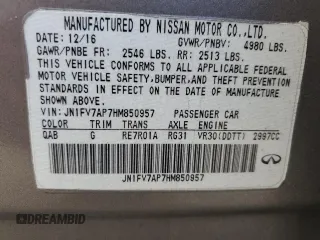 MANUFACTURED BY NISSAN MOTOR CO.,LTD.
DATE: 12/16 GVWR/PNBV: 4980 LBS.
GAWR/PNBE FR: 2546 LBS. RR: 2513 LBS.
THIS VEHICLE CONFORMS TO ALL APPLICABLE
FEDERAL MOTOR VEHICLE SAFETY,BUMPER,AND THEFT PREVENTION
STANDARDS IN EFFECT ON THE DATE OF MANUFACTURE
SHOWN ABOVE.
VIN: JN1FV7AP7HM850957 PASSENGER CAR
COLOR TRIM TRANS AXLE ENGINE
QAB G RE7R01A RG31 VR30(DDTT) 2997CC
JN1FV7AP7HM850957
INFINITI
DREAMBID